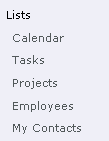 Lists
Calendar
Tasks
Projects
Employees
My Contacts